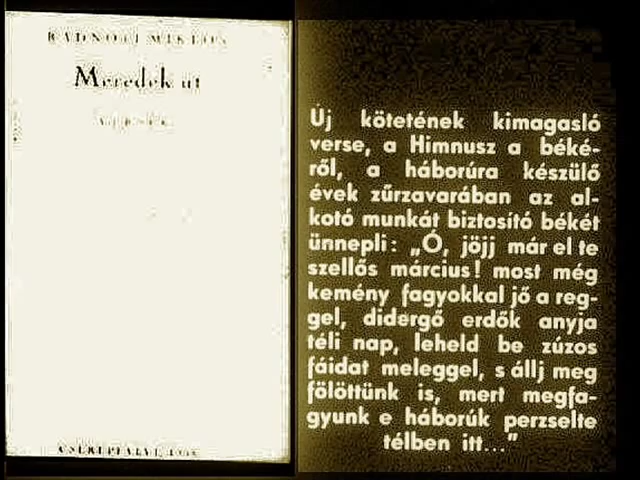 RADNÓTI MIKLÓS
Meredek út
CSERÉPFALVI,
Új kötetének kimagasló
verse, a Himnusz a béké-
ről, a háborúra készülő
évek zűrzavarában az al-
kotó munkát biztosító békét
ünnepli: „Ó, jöjj már el te
szellős március! most még
kemény fagyokkal jő a reg-
gel, didergő erdők anyja
téli nap, leheld be zúzos
fáidat meleggel, s állj meg
fölöttünk is, mert megfa-
gyunk e háborúk perzselte
télben itt..."